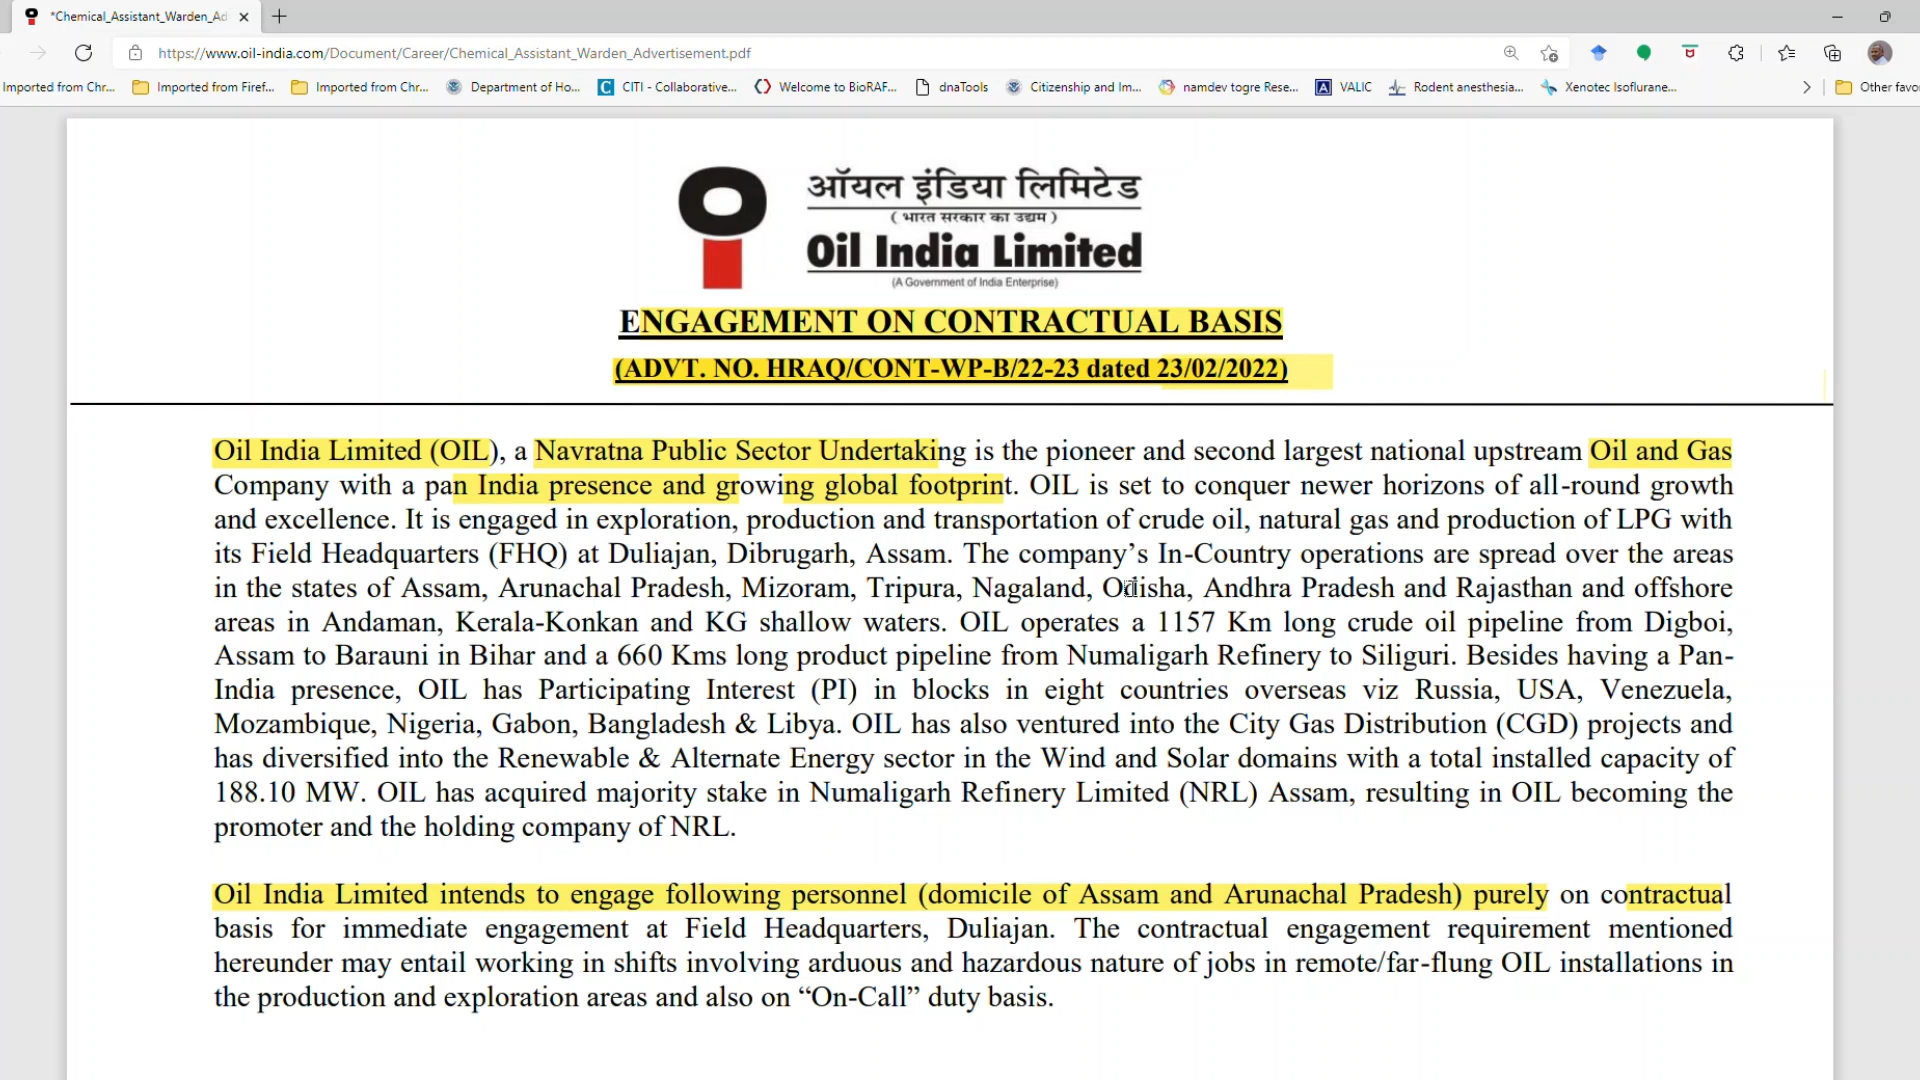 *Chemical_Assistant_Warden_Ad
https://www.oil-india.com/Document/Career/Chemical_Assistant_Warden_Advertisement.pdf
Imported from Chr... Imported from Firef... Imported from Chr... Department of Ho... CITI - Collaborative... Welcome to BioRAF... dnaTools Citizenship and Im... namdev togre Rese... VALIC Rodent anesthesia... Xenotec Isoflurane... Other favo
ऑयल इंडिया लिमिटेड
( भारत सरकार का उद्यम )
Oil India Limited
(A Government of India Enterprise)
ENGAGEMENT ON CONTRACTUAL BASIS
(ADVT. NO. HRAQ/CONT-WP-B/22-23 dated 23/02/2022)
Oil India Limited (OIL), a Navratna Public Sector Undertaking is the pioneer and second largest national upstream Oil and Gas
Company with a pan India presence and growing global footprint. OIL is set to conquer newer horizons of all-round growth
and excellence. It is engaged in exploration, production and transportation of crude oil, natural gas and production of LPG with
its Field Headquarters (FHQ) at Duliajan, Dibrugarh, Assam. The company’s In-Country operations are spread over the areas
in the states of Assam, Arunachal Pradesh, Mizoram, Tripura, Nagaland, Odisha, Andhra Pradesh and Rajasthan and offshore
areas in Andaman, Kerala-Konkan and KG shallow waters. OIL operates a 1157 Km long crude oil pipeline from Digboi,
Assam to Barauni in Bihar and a 660 Kms long product pipeline from Numaligarh Refinery to Siliguri. Besides having a Pan-
India presence, OIL has Participating Interest (PI) in blocks in eight countries overseas viz Russia, USA, Venezuela,
Mozambique, Nigeria, Gabon, Bangladesh & Libya. OIL has also ventured into the City Gas Distribution (CGD) projects and
has diversified into the Renewable & Alternate Energy sector in the Wind and Solar domains with a total installed capacity of
188.10 MW. OIL has acquired majority stake in Numaligarh Refinery Limited (NRL) Assam, resulting in OIL becoming the
promoter and the holding company of NRL.
Oil India Limited intends to engage following personnel (domicile of Assam and Arunachal Pradesh) purely on contractual
basis for immediate engagement at Field Headquarters, Duliajan. The contractual engagement requirement mentioned
hereunder may entail working in shifts involving arduous and hazardous nature of jobs in remote/far-flung OIL installations in
the production and exploration areas and also on “On-Call” duty basis.